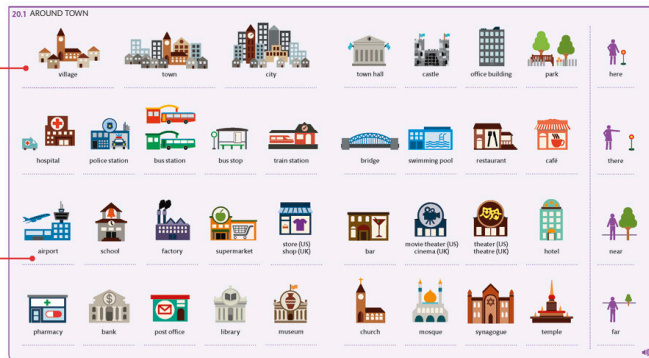 20.1 AROUND TOWN
village town city town hall castle office building park here
hospital police station bus station bus stop train station bridge swimming pool restaurant café there
airport school factory supermarket store (US) bar movie theater (US) theater (US) hotel near
shop (UK) cinema (UK) theatre (UK)
pharmacy bank post office library museum church mosque synagogue temple far